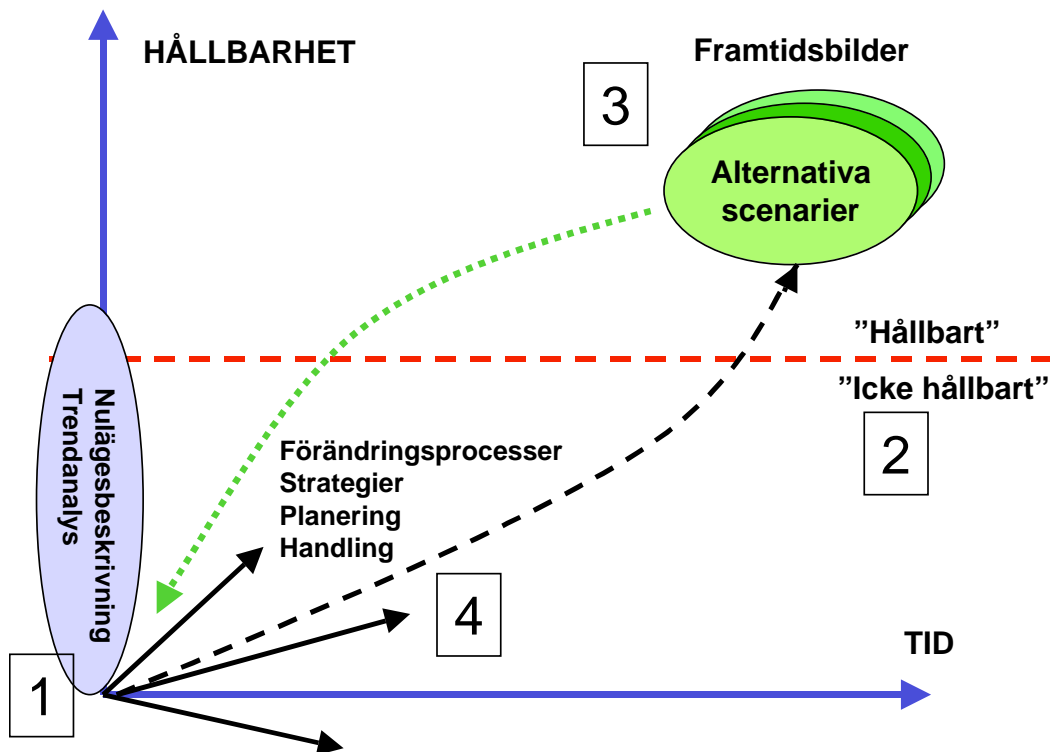 HÅLLBARHET
Framtidsbilder
3
Alternativa
scenarier
”Hållbart”
”Icke hållbart”
2
Nulägesbeskrivning
Trendanalys
Förändringsprocesser
Strategier
Planering
Handling
4
TID
1